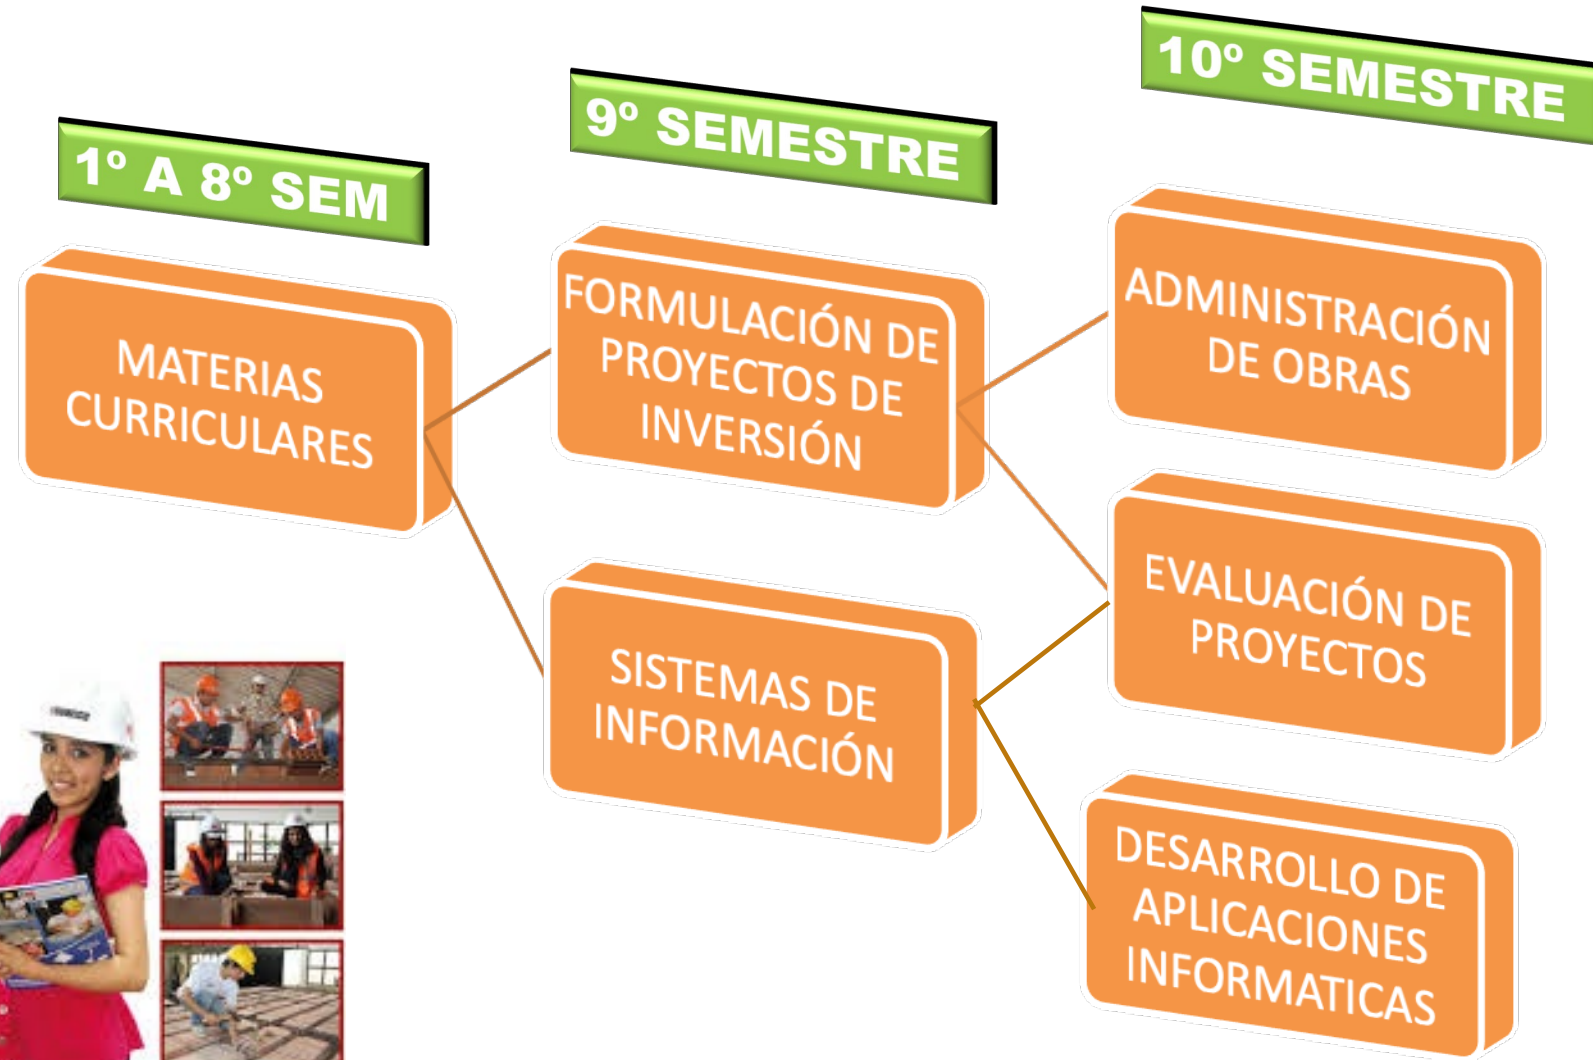 1º A 8º SEM
9º SEMESTRE
10º SEMESTRE
MATERIAS
CURRICULARES
FORMULACIÓN DE
PROYECTOS DE
INVERSIÓN
SISTEMAS DE
INFORMACIÓN
ADMINISTRACIÓN
DE OBRAS
EVALUACIÓN DE
PROYECTOS
DESARROLLO DE
APLICACIONES
INFORMATICAS